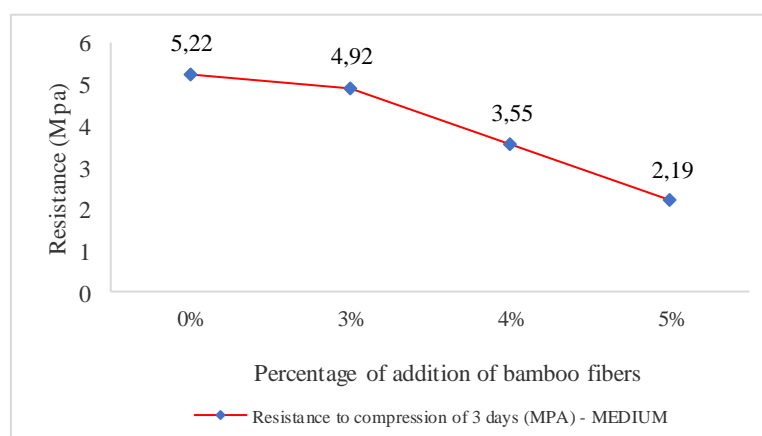 6
5
4
3
2
1
0
Resistance (Mpa)
5,22
4,92
3,55
2,19
0% 3% 4% 5%
Percentage of addition of bamboo fibers
Resistance to compression of 3 days (MPA) - MEDIUM